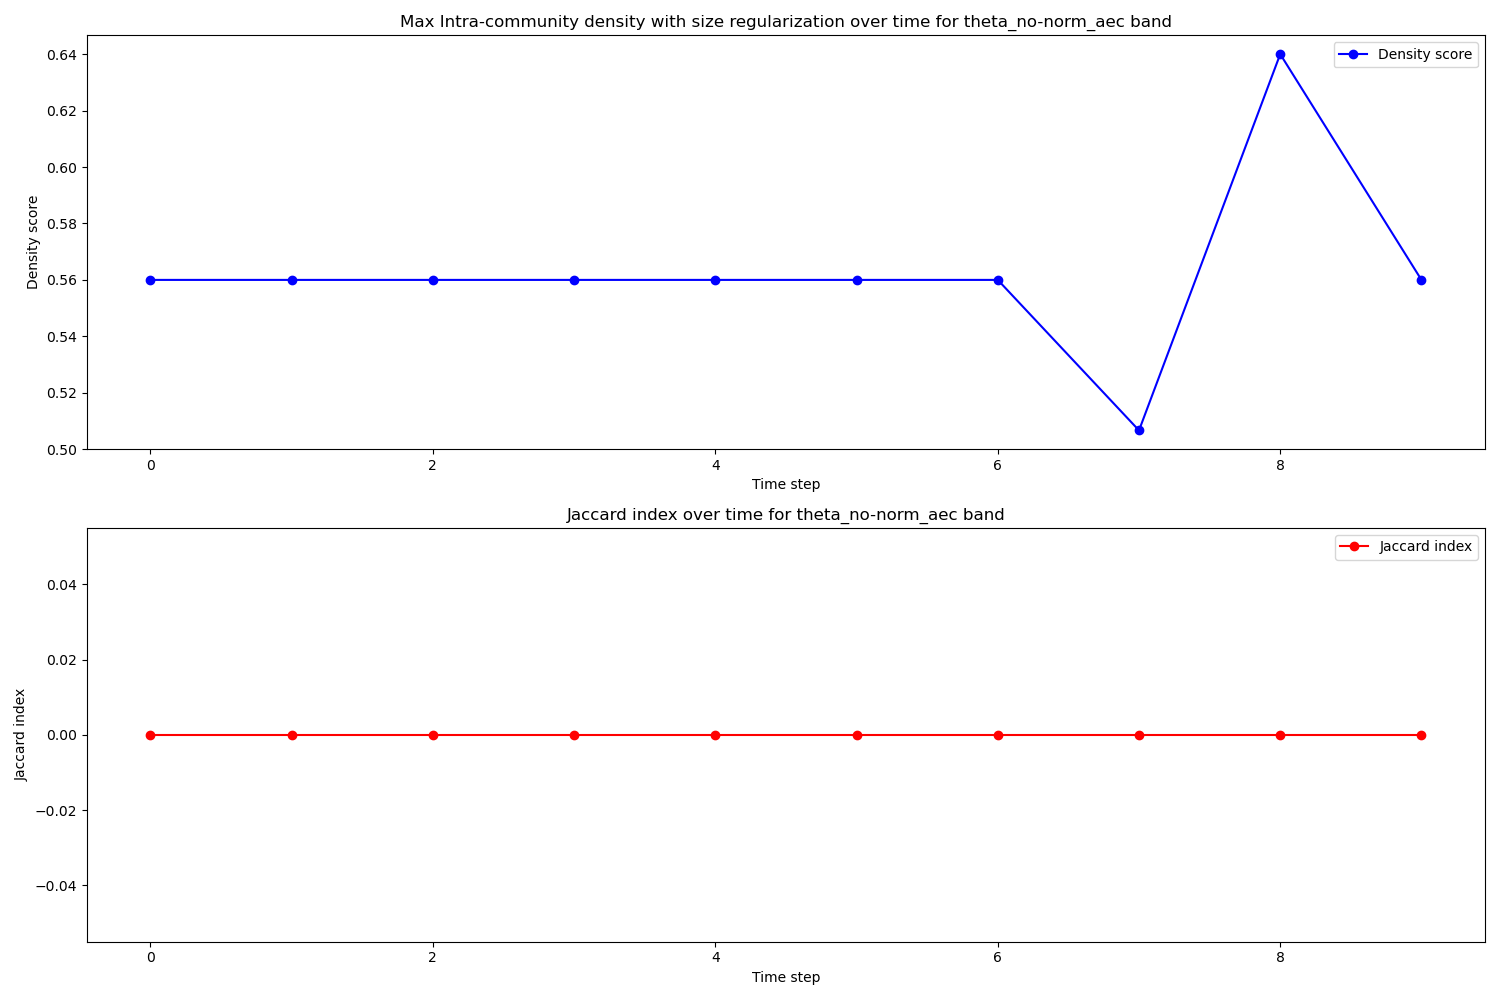 Max Intra-community density with size regularization over time for theta_no-norm_aec band
Density score
0.64
0.62
0.60
0.58
0.56
0.54
0.52
0.50
Density score
0 2 4 6 8
Time step
Jaccard index over time for theta_no-norm_aec band
Jaccard index
0.04
0.02
0.00
−0.02
−0.04
Jaccard index
0 2 4 6 8
Time step